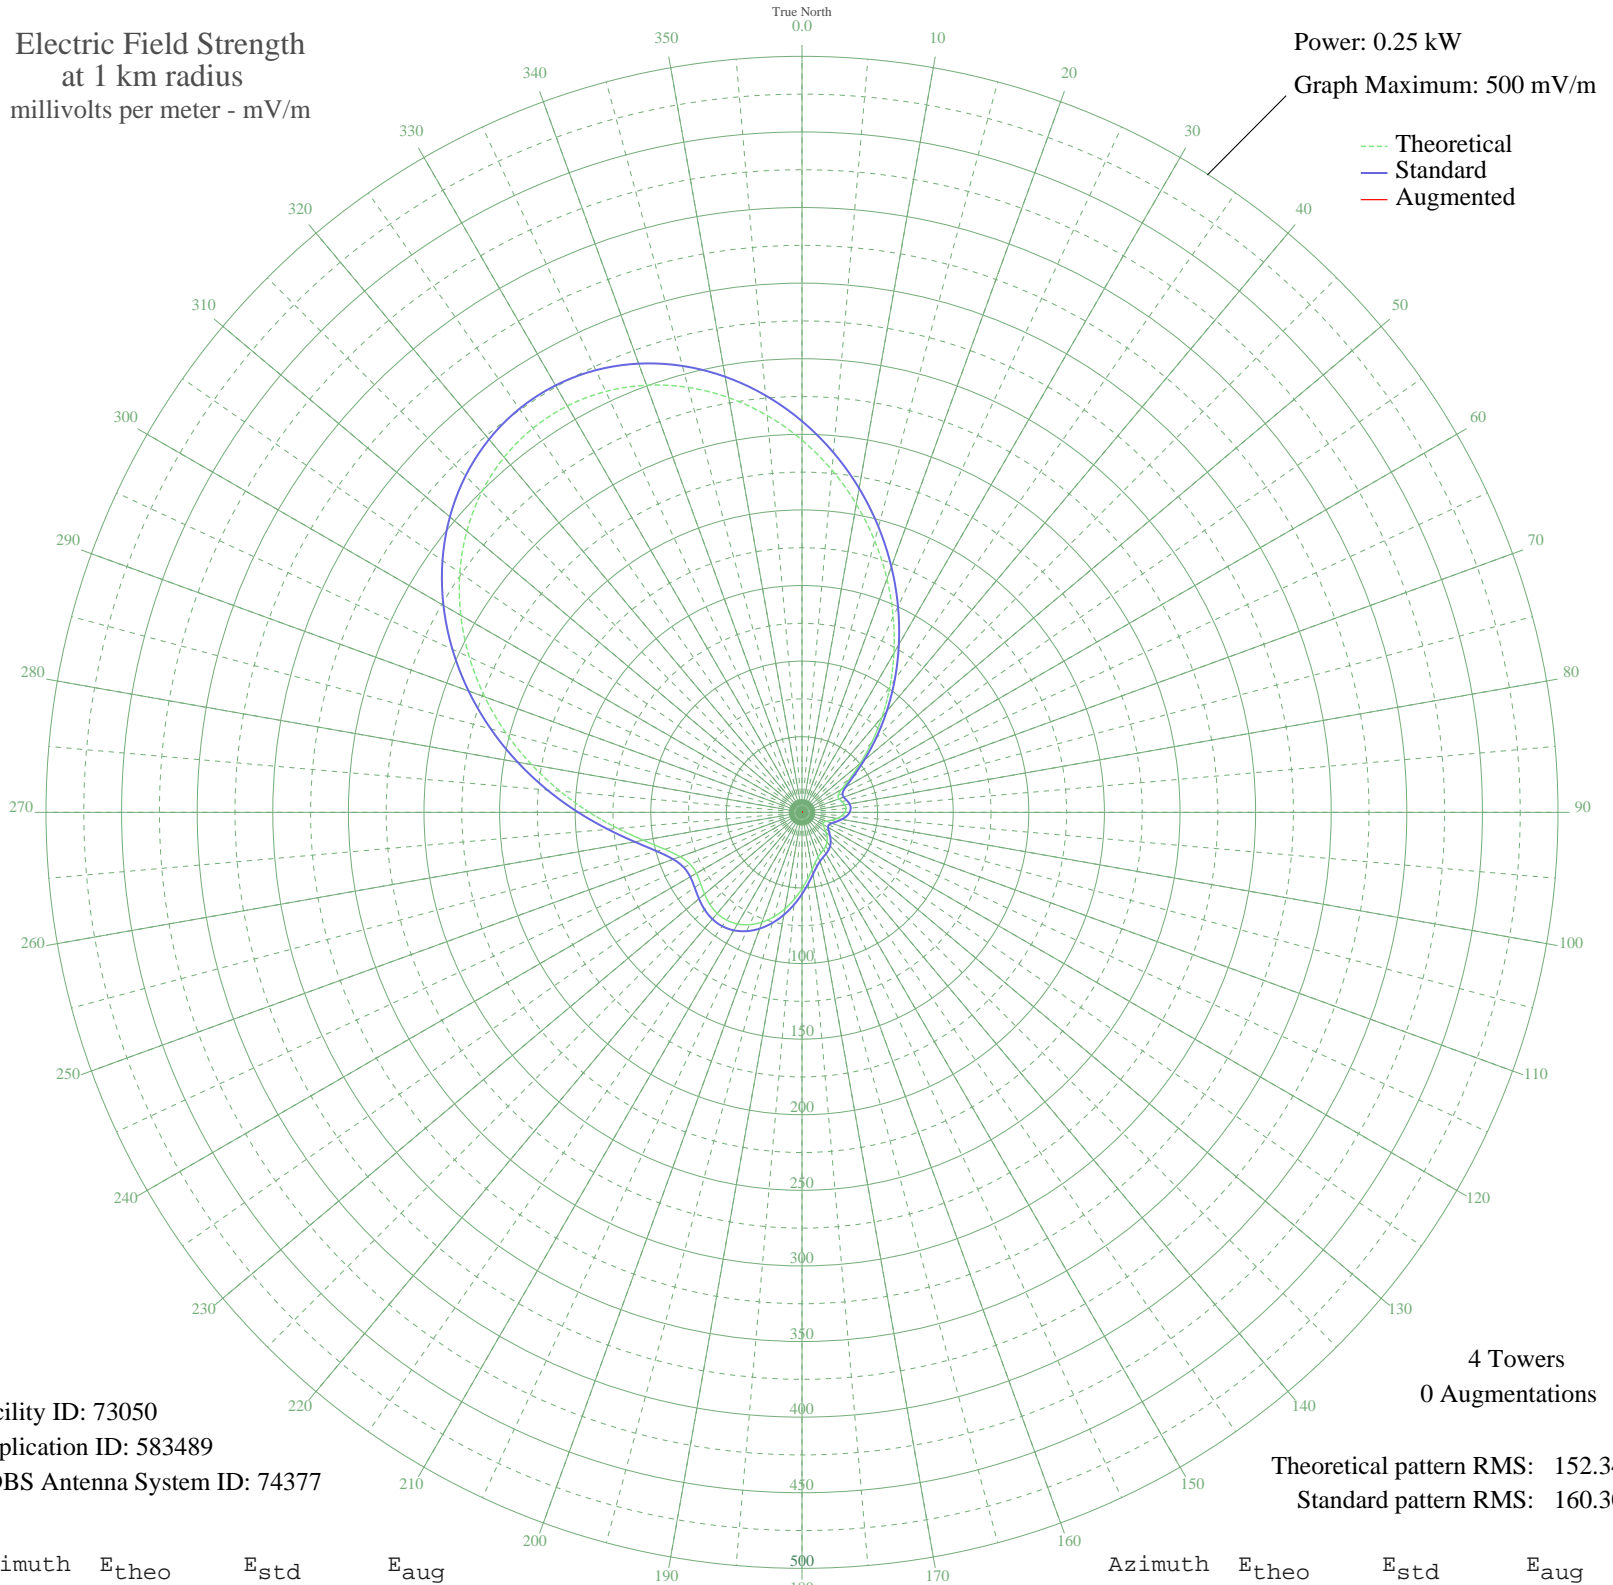 True North
0.0
Electric Field Strength
at 1 km radius
millivolts per meter - mV/m
Power: 0.25 kW
Graph Maximum: 500 mV/m
Theoretical
Standard
Augmented
350
10
340
20
330
30
320
40
310
50
300
60
290
70
280
80
270
90
260
100
250
110
240
120
230
130
220
140
210
150
200
160
190
170
100
150
200
250
300
350
400
450
500
4 Towers
0 Augmentations
cility ID: 73050
plication ID: 583489
DBS Antenna System ID: 74377
Theoretical pattern RMS: 152.3
Standard pattern RMS: 160.3
imuth Etheo Estd Eaug
Azimuth Etheo Estd Eaug